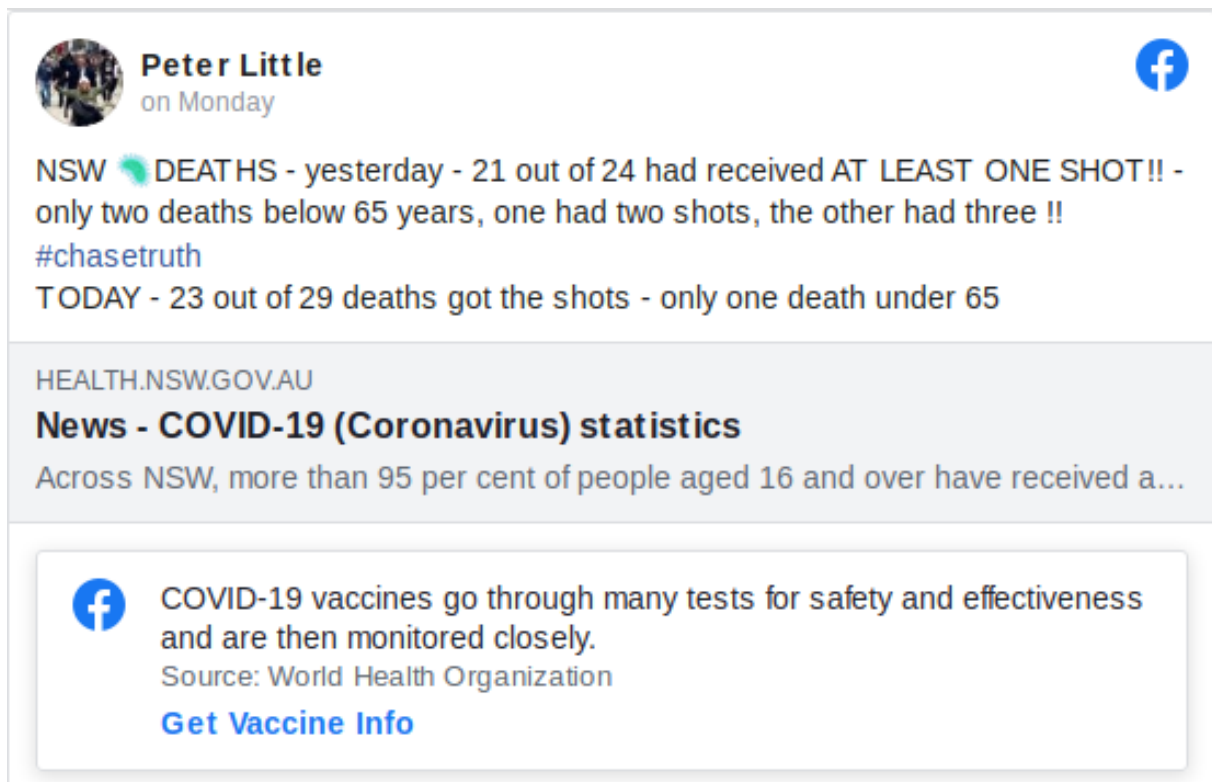 Peter Little
on Monday
NSW 🦠DEATHS - yesterday - 21 out of 24 had received AT LEAST ONE SHOT!! -
only two deaths below 65 years, one had two shots, the other had three !!
#chasetruth
TODAY - 23 out of 29 deaths got the shots - only one death under 65
HEALTH.NSW.GOV.AU
News - COVID-19 (Coronavirus) statistics
Across NSW, more than 95 per cent of people aged 16 and over have received a...
COVID-19 vaccines go through many tests for safety and effectiveness
and are then monitored closely.
Source: World Health Organization
Get Vaccine Info